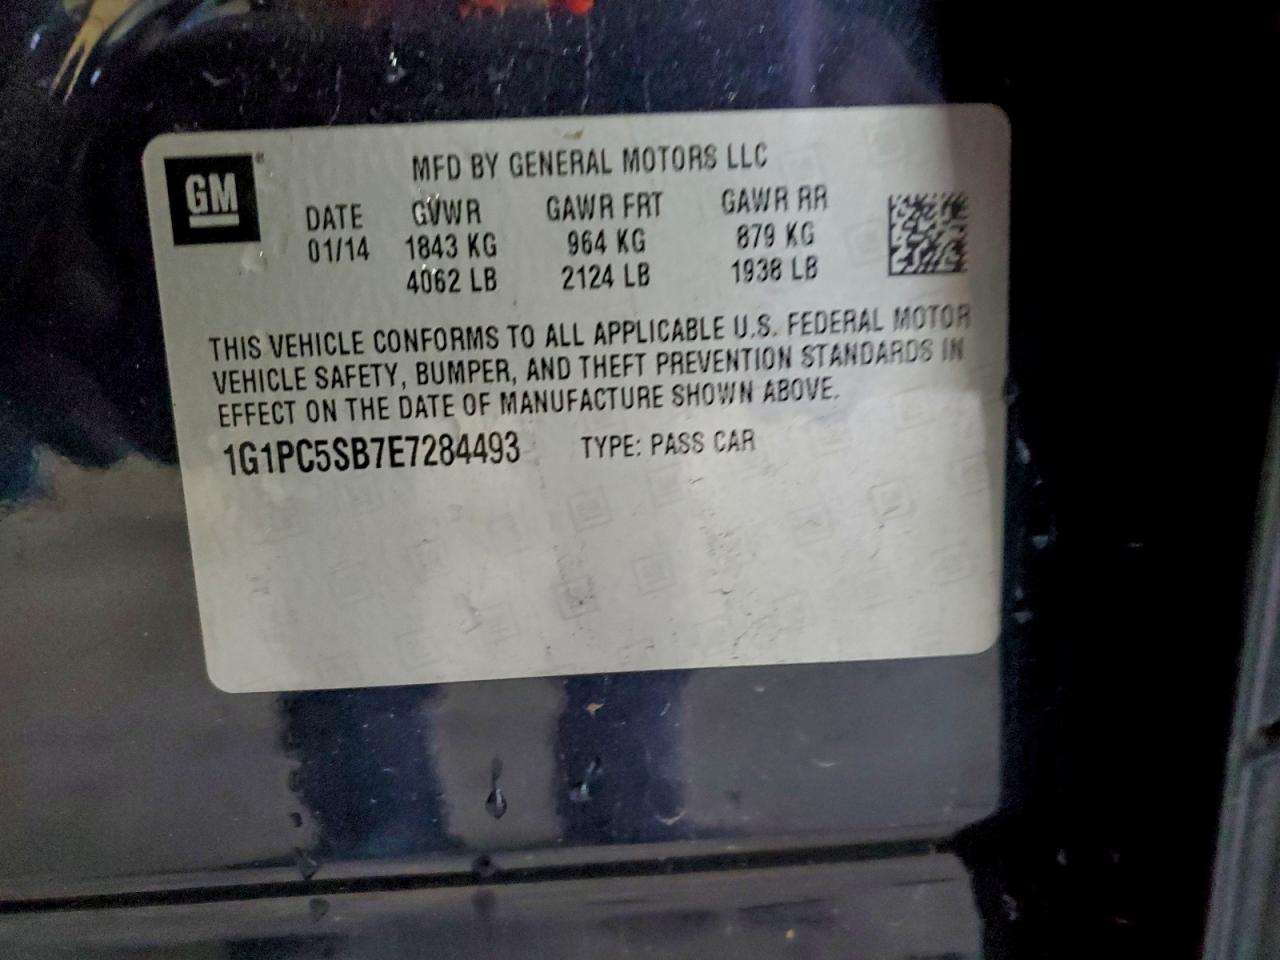 GM
MFD BY GENERAL MOTORS LLC
DATE GVWR GAWR FRT GAWR RR
01/14 1843 KG 964 KG 879 KG
4062 LB 2124 LB 1938 LB
THIS VEHICLE CONFORMS TO ALL APPLICABLE U.S. FEDERAL MOTOR
VEHICLE SAFETY, BUMPER, AND THEFT PREVENTION STANDARDS IN
EFFECT ON THE DATE OF MANUFACTURE SHOWN ABOVE.
1G1PC5SB7E7284493 TYPE: PASS CAR